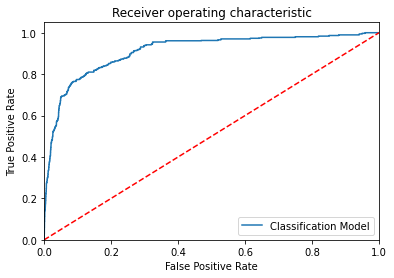 Receiver operating characteristic
True Positive Rate
1.0
0.8
0.6
0.4
0.2
0.0
Classification Model
0.0 0.2 0.4 0.6 0.8 1.0
False Positive Rate